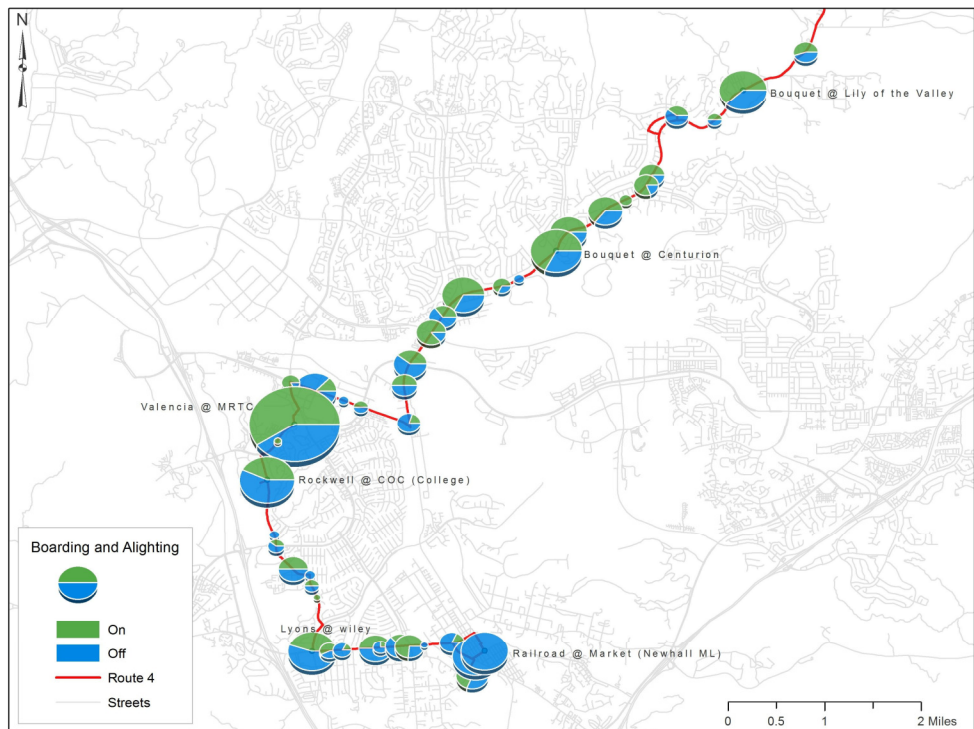 N
Bouquet @ Lily of the Valley
Bouquet @ Centurion
Valencia @ MRTC
Rockwell @ COC (College)
Boarding and Alighting
On
Off
Route 4
Streets
Lyons @ wiley
Railroad @ Market (Newhall ML)
0 0.5 1 2 Miles